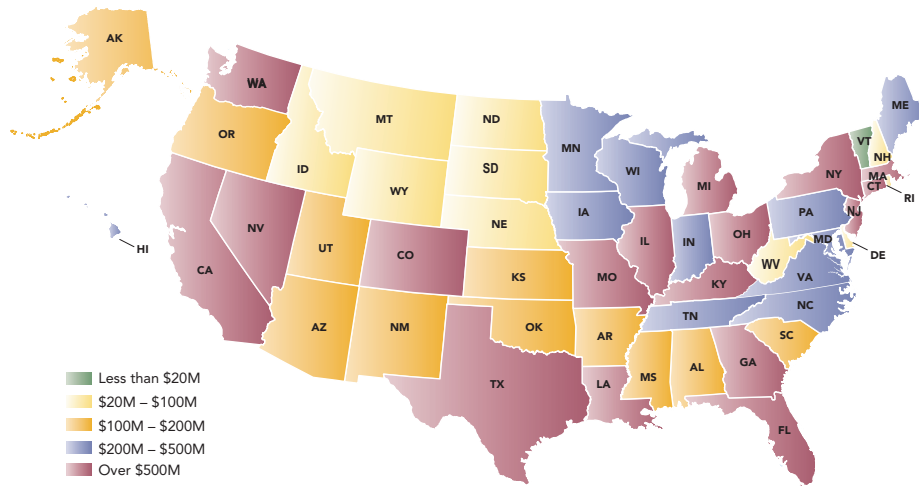 AK
WA
ME
MT
ND
MN
VT
NH
OR
ID
SD
WI
NY
MA
CT
RI
MI
WY
IA
PA
NJ
NE
NV
HI
UT
CO
IL
IN
OH
MD
DE
CA
KS
MO
WV
VA
KY
NC
TN
AZ
NM
OK
AR
SC
MS
AL
GA
TX
LA
FL
Less than $20M
$20M – $100M
$100M – $200M
$200M – $500M
Over $500M